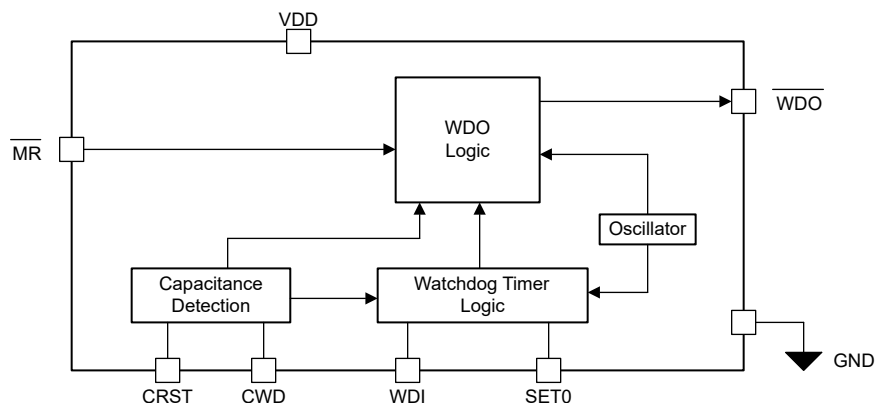 VDD
WDO
MR
WDO
Logic
Oscillator
Capacitance
Detection
Watchdog Timer
Logic
GND
CRST
CWD
WDI
SET0